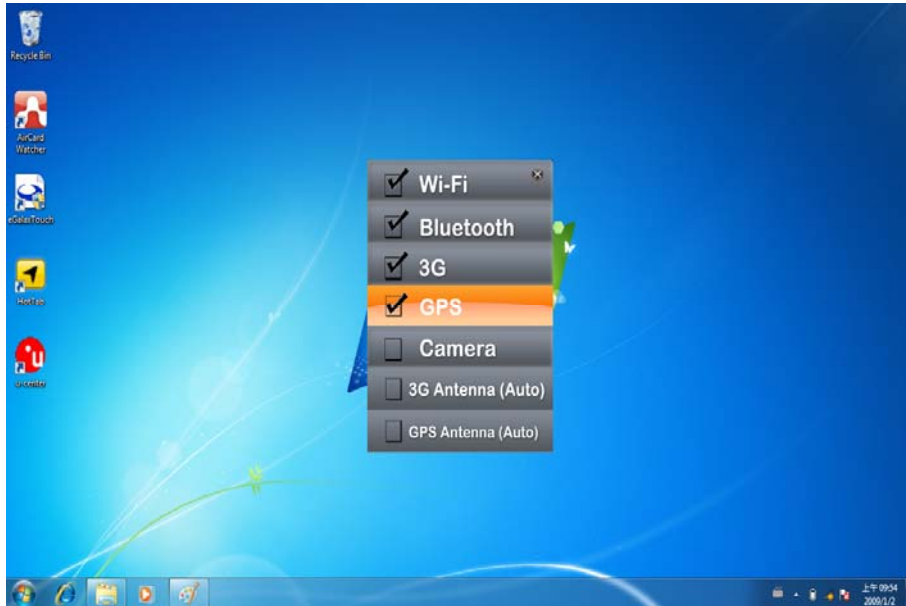 Recycle Bin
AirCard
Watcher
eGalaxTouch
HotTab
u-center
Wi-Fi
Bluetooth
3G
GPS
Camera
3G Antenna (Auto)
GPS Antenna (Auto)
上午 09:54
2009/1/2